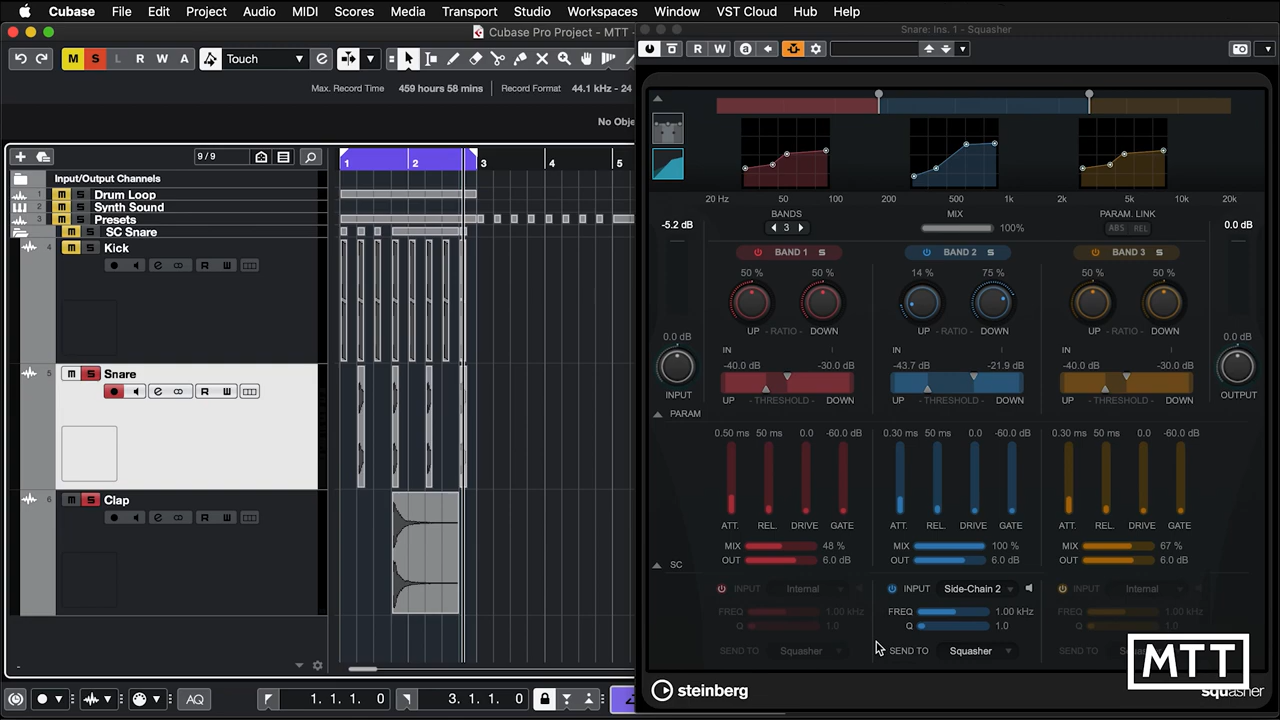 Cubase File Edit Project Audio MIDI Scores Media Transport Studio Workspaces Window VST Cloud Hub Help
Cubase Pro Project - MTT -
Snare: Ins. 1 - Squasher
M S L R W A Touch
R W
Max. Record Time 459 hours 58 mins Record Format 44.1 kHz - 24
No Obje
9/9
1 2 3 4 5
Input/Output Channels
1 M S Drum Loop
2 M S Synth Sound
3 M S Presets
M S SC Snare
4 M S Kick
R
5 M S Snare
R
6 M S Clap
R
AQ
1. 1. 1. 0
3. 1. 1. 0
20 Hz 50 100 200 500 1k 2k 5k 10k 20k
-5.2 dB
BANDS
3
MIX
100%
PARAM. LINK
ABS REL
0.0 dB
BAND 1 S
BAND 2 S
BAND 3 S
50 % 50 % 14 % 75 % 50 % 50 %
UP - RATIO - DOWN UP - RATIO - DOWN UP - RATIO - DOWN
0.0 dB
INPUT
0.0 dB
OUTPUT
IN IN IN
-40.0 dB -30.0 dB -43.7 dB -21.9 dB -40.0 dB -30.0 dB
UP - THRESHOLD - DOWN UP - THRESHOLD - DOWN UP - THRESHOLD - DOWN
PARAM
0.50 ms 50 ms 0.0 -60.0 dB 0.30 ms 50 ms 0.0 -60.0 dB 0.30 ms 50 ms 0.0 -60.0 dB
ATT. REL. DRIVE GATE ATT. REL. DRIVE GATE ATT. REL. DRIVE GATE
MIX 48 % MIX 100 % MIX 67 %
OUT 6.0 dB OUT 6.0 dB OUT 6.0 dB
SC
INPUT Internal INPUT Side-Chain 2 INPUT Internal
FREQ 1.00 kHz FREQ 1.00 kHz FREQ 1.00 kHz
Q 1.0 Q 1.0 Q 1.0
SEND TO Squasher SEND TO Squasher SEND TO
MTT
steinberg
squasher